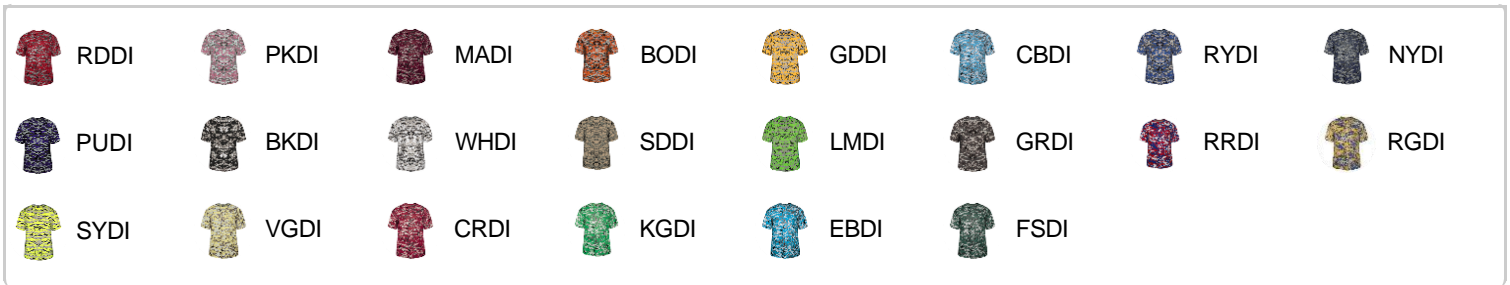 RDDI PKDI MADI BODI GDDI CBDI RYDI NYDI
PUDI BKDI WHDI SDDI LMDI GRDI RRDI RGDI
SYDI VGDI CRDI KGDI EBDI FSDI